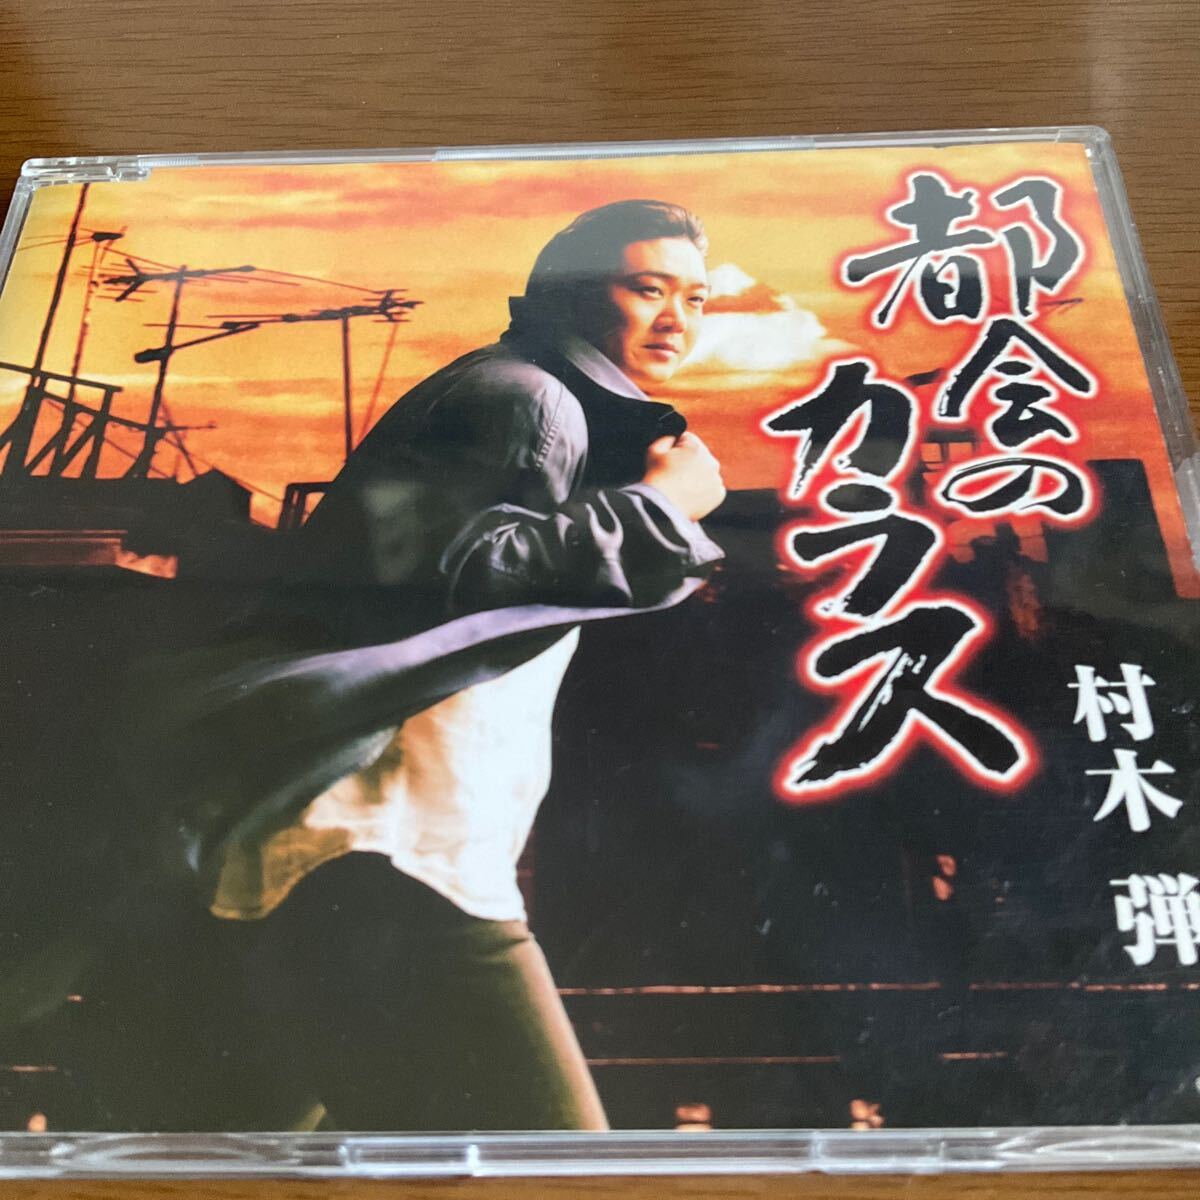 都会の
カラス
村木 弾